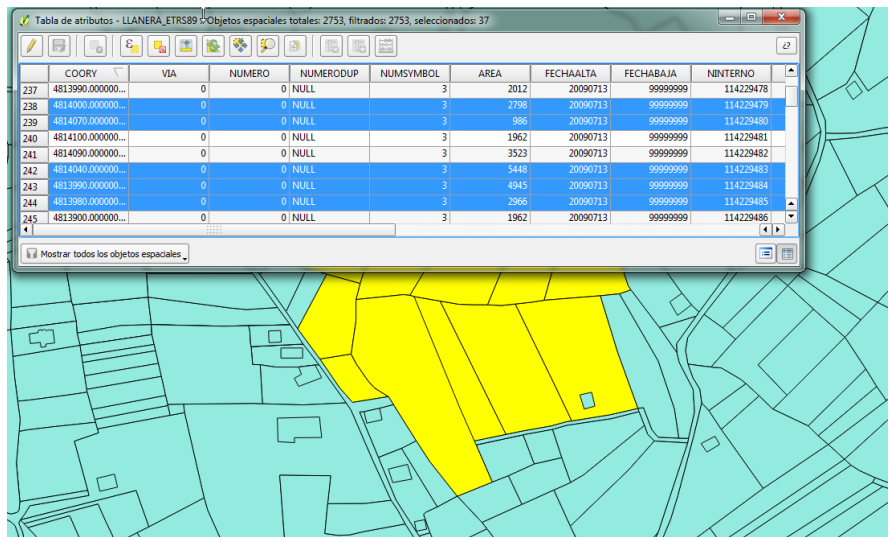 Tabla de atributos - LLANERA_ETRS89 :: Objetos espaciales totales: 2753, filtrados: 2753, seleccionados: 37
COORY VIA NUMERO NUMERODUP NUMSYMBOL AREA FECHAALTA FECHABAJA NINTERNO
237 4813990.000000... 0 0 NULL 3 2012 20090713 99999999 114229478
238 4814000.000000... 0 0 NULL 3 2798 20090713 99999999 114229479
239 4814070.000000... 0 0 NULL 3 986 20090713 99999999 114229480
240 4814100.000000... 0 0 NULL 3 1962 20090713 99999999 114229481
241 4814090.000000... 0 0 NULL 3 3523 20090713 99999999 114229482
242 4814040.000000... 0 0 NULL 3 5448 20090713 99999999 114229483
243 4813990.000000... 0 0 NULL 3 4945 20090713 99999999 114229484
244 4813980.000000... 0 0 NULL 3 2966 20090713 99999999 114229485
245 4813900.000000... 0 0 NULL 3 1962 20090713 99999999 114229486
Mostrar todos los objetos espaciales